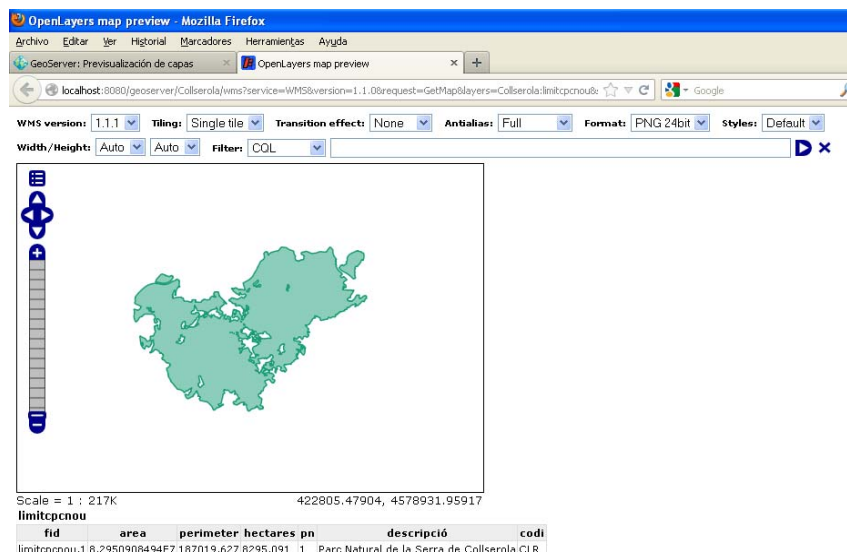 OpenLayers map preview - Mozilla Firefox
Archivo Editar Ver Historial Marcadores Herramientas Ayuda
GeoServer: Previsualización de capas × OpenLayers map preview × +
localhost:8080/geoserver/Collserola/wms?service=WMS&version=1.1.0&request=GetMap&layers=Collserola:limitcpcnou& Google
WMS version: 1.1.1 Tiling: Single tile Transition effect: None Antialias: Full Format: PNG 24bit Styles: Default
Width/Height: Auto Auto Filter: CQL
Scale = 1 : 217K 422805.47904, 4578931.95917
limitcpcnou
fid area perimeter hectares pn descripció codi
limitcpcnou.1 8.2950908494E7 187019.627 8295.091 1 Parc Natural de la Serra de Collserola CLR